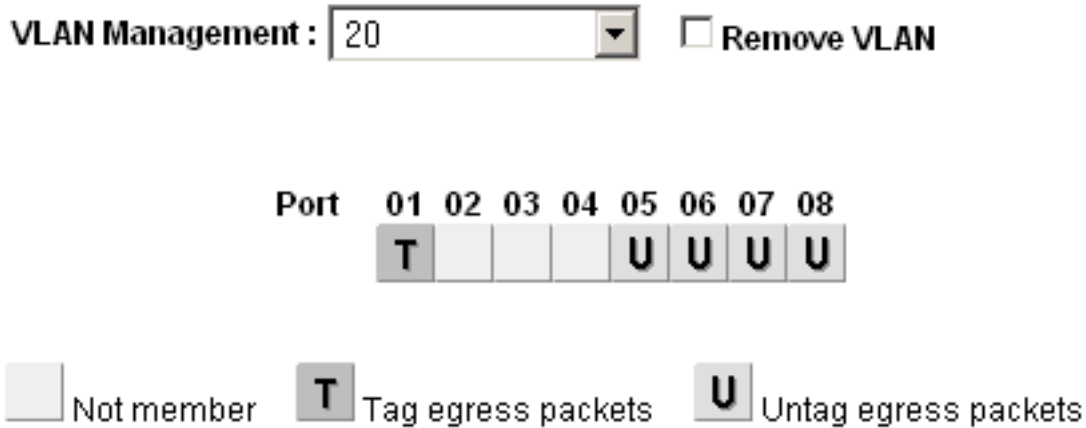 VLAN Management : 20 Remove VLAN
Port 01 02 03 04 05 06 07 08
T U U U U
Not member T Tag egress packets U Untag egress packets